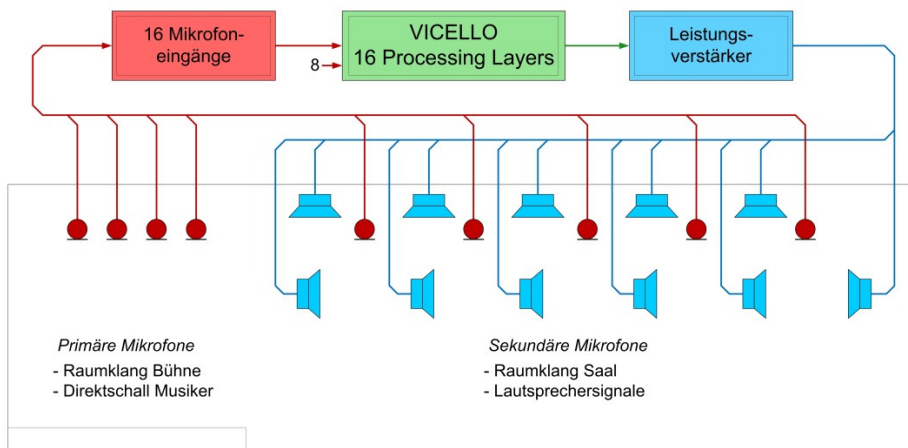 16 Mikrofon-
eingänge
VICELLO
16 Processing Layers
Leistungs-
verstärker
8
Primäre Mikrofone
- Raumklang Bühne
- Direktschall Musiker
Sekundäre Mikrofone
- Raumklang Saal
- Lautsprechersignale